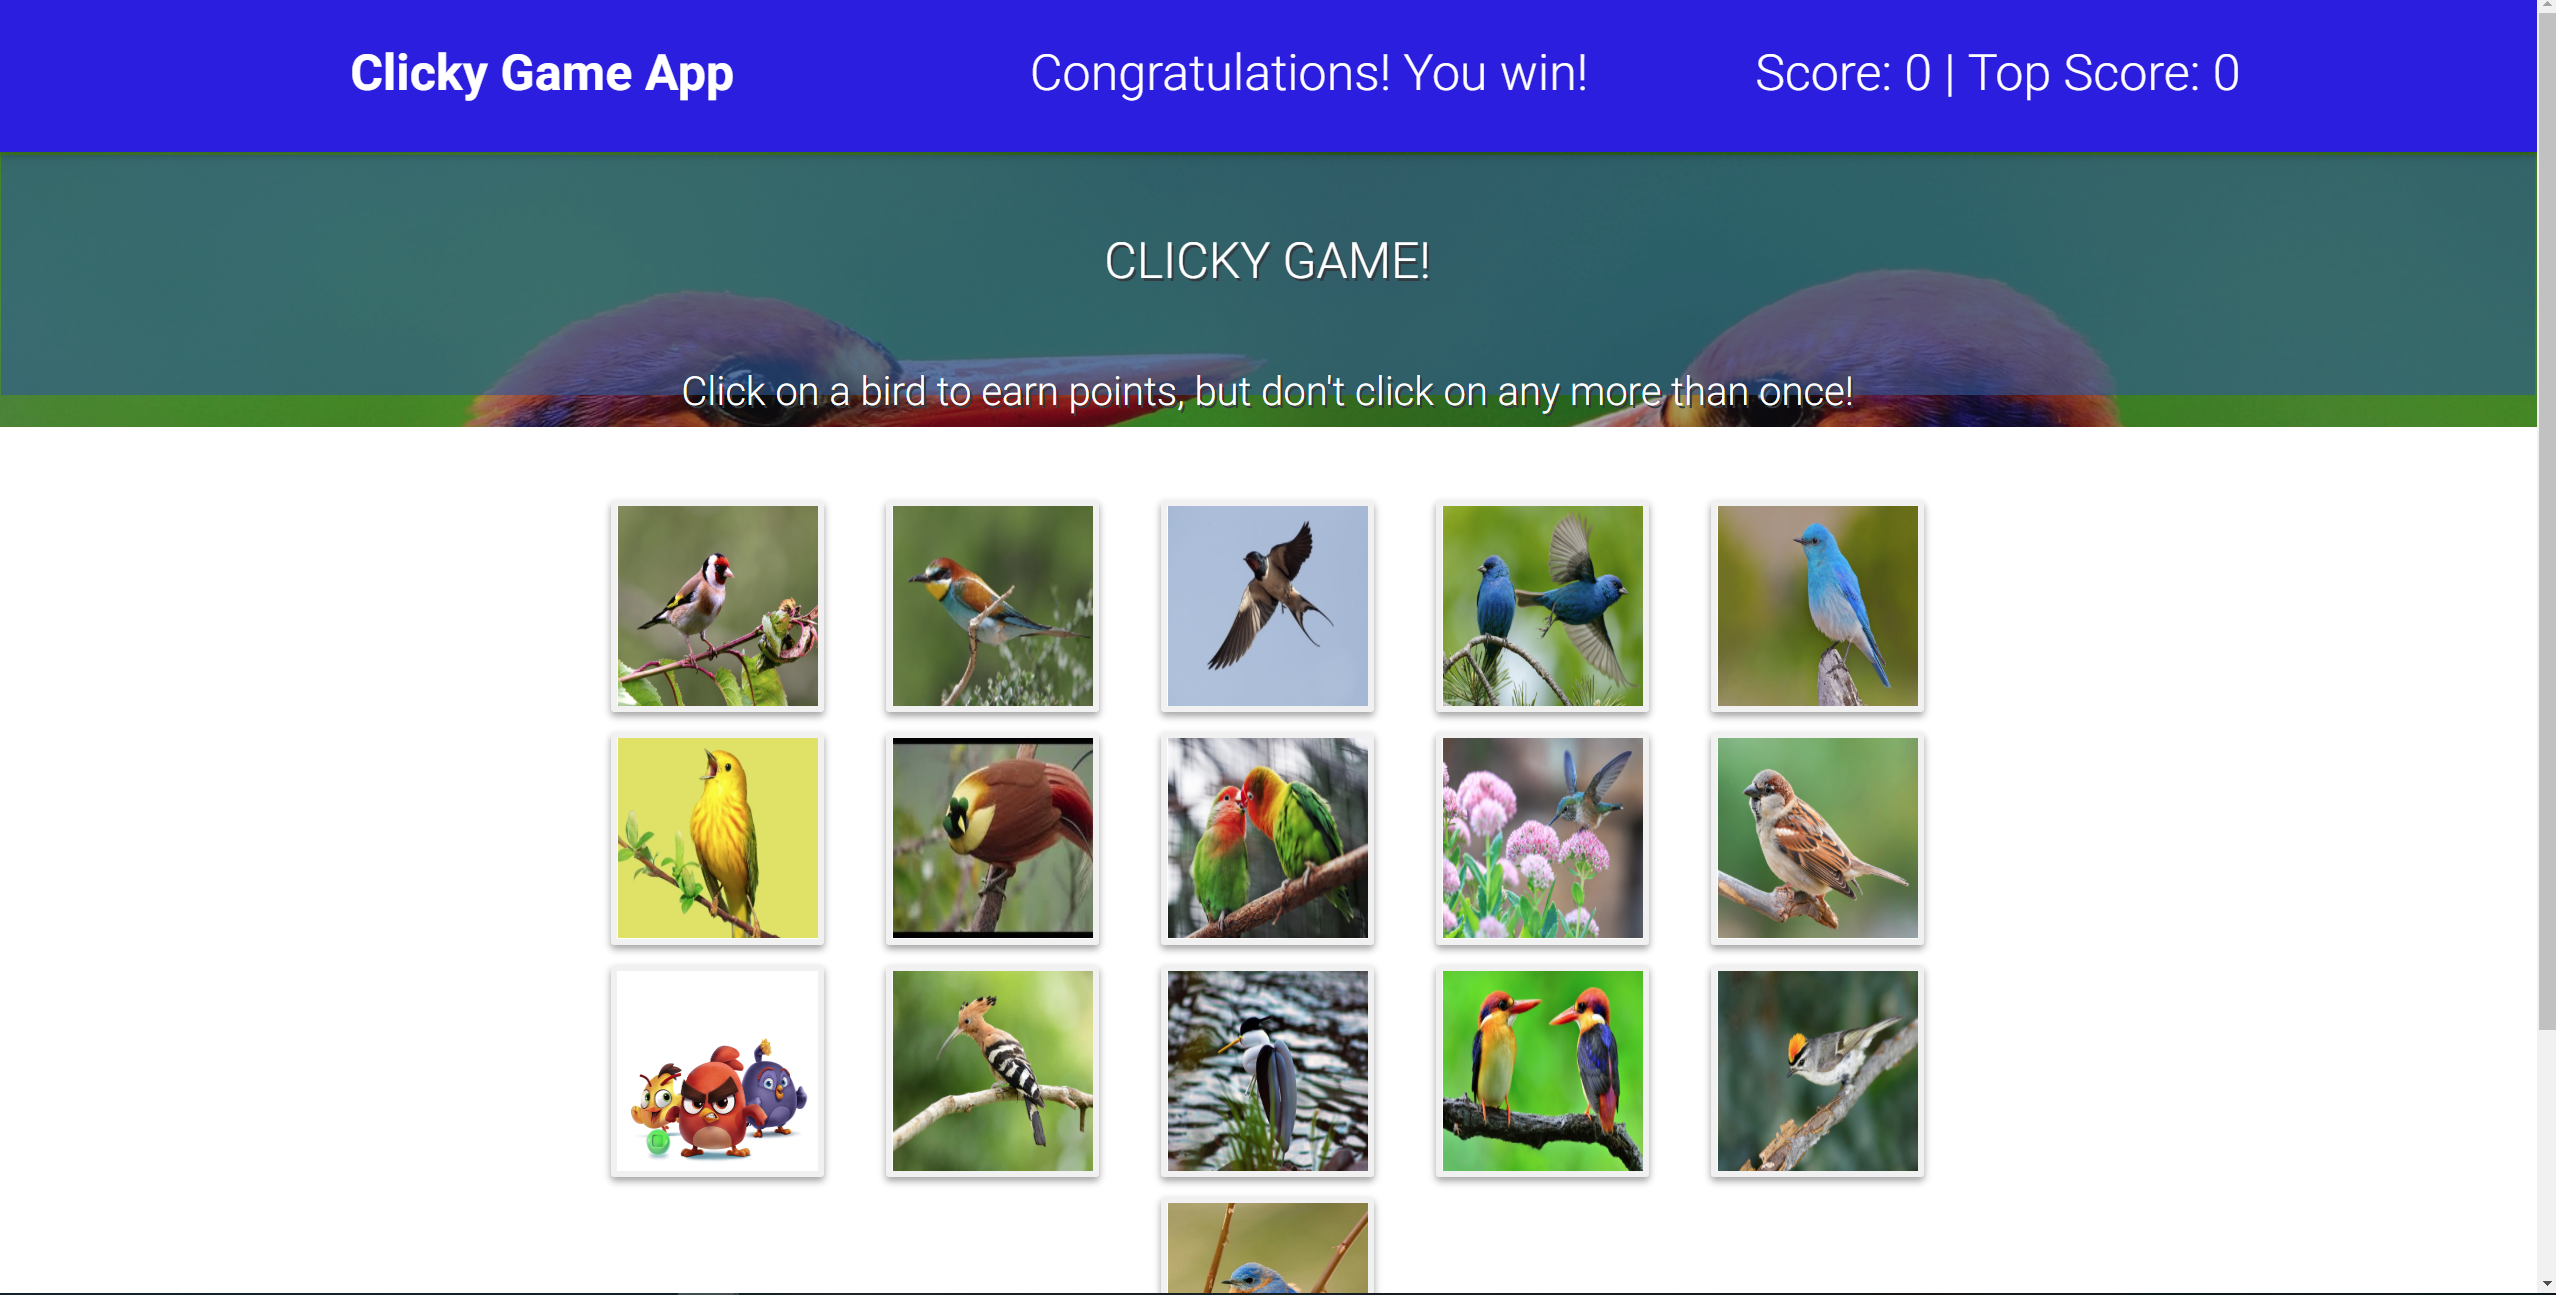 Clicky Game App Congratulations! You win! Score: 0 | Top Score: 0
CLICKY GAME!
Click on a bird to earn points, but don't click on any more than once!